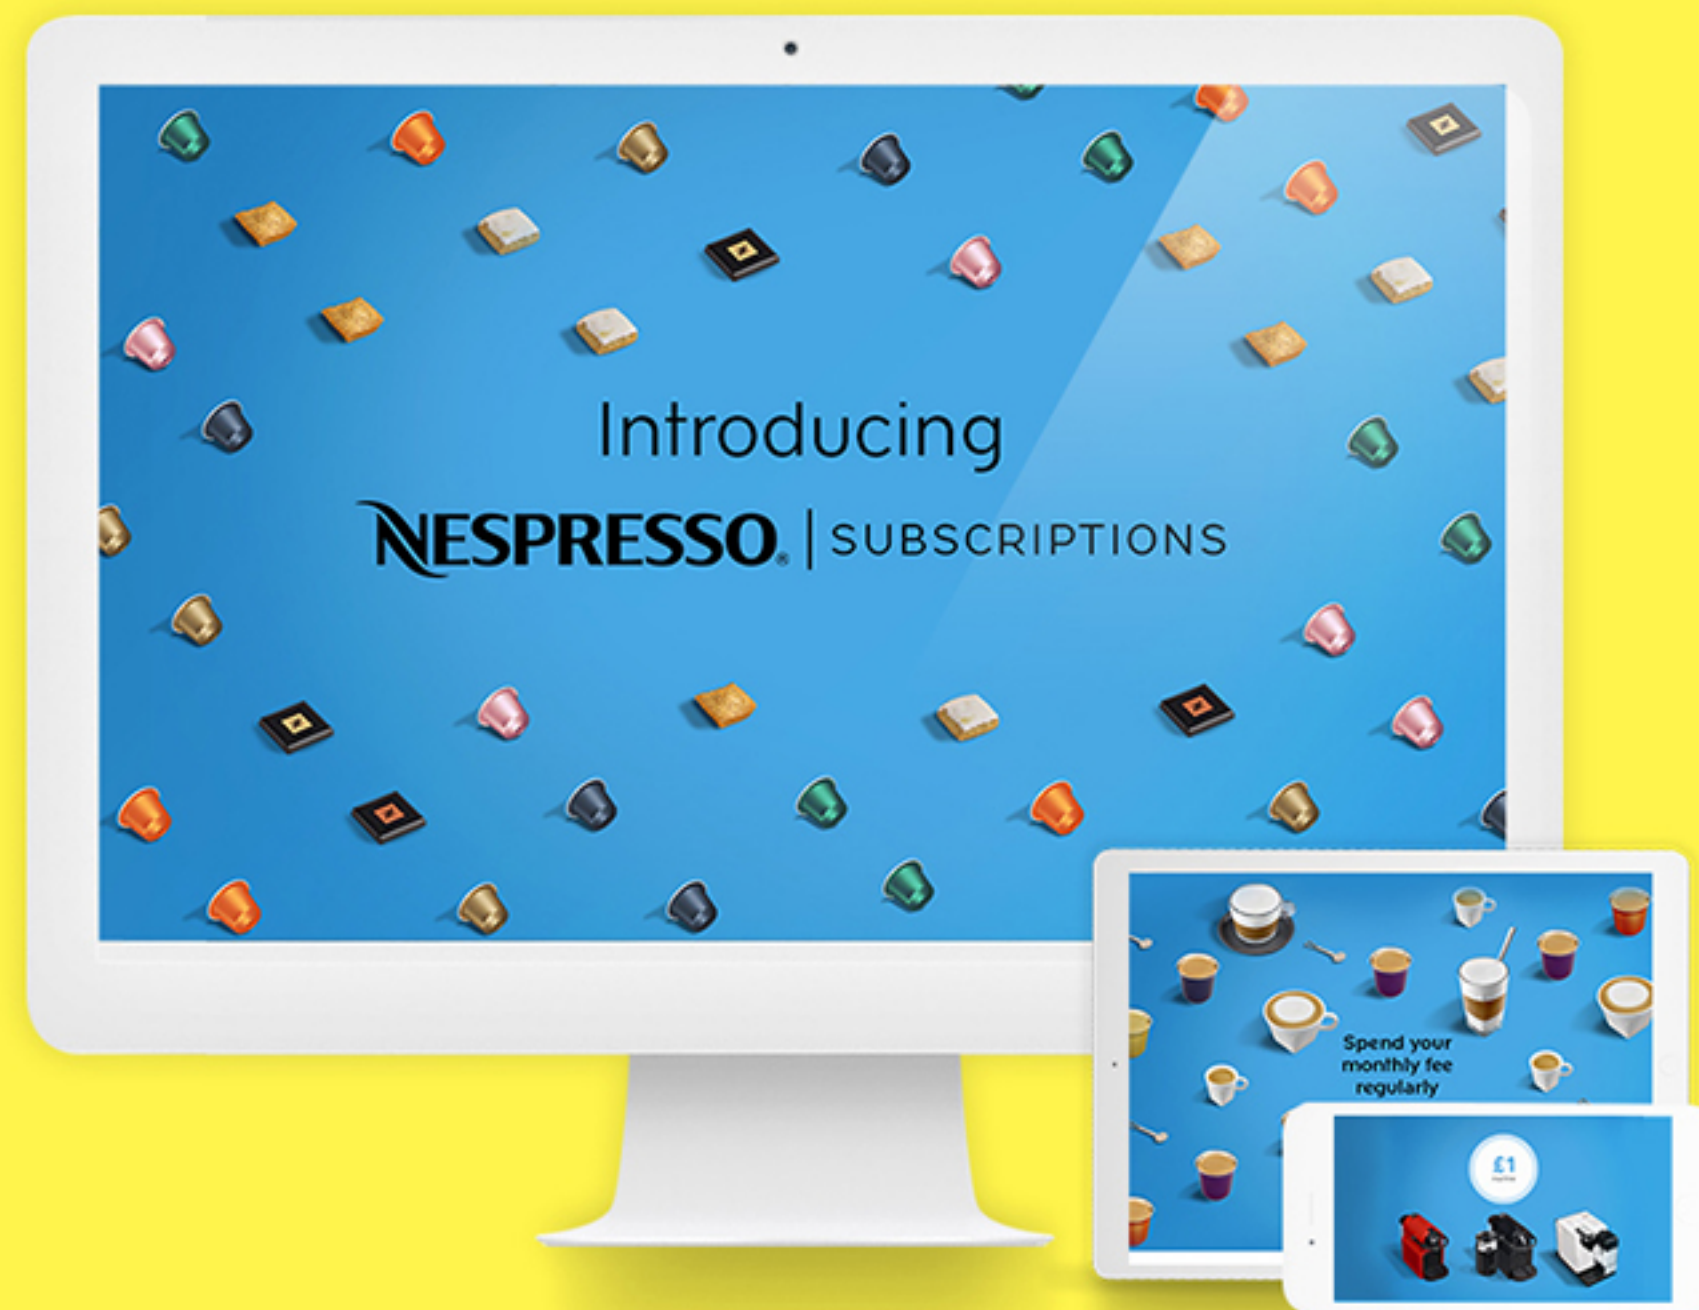 Introducing
NESPRESSO® | SUBSCRIPTIONS
Spend your
monthly fee
regularly
£1